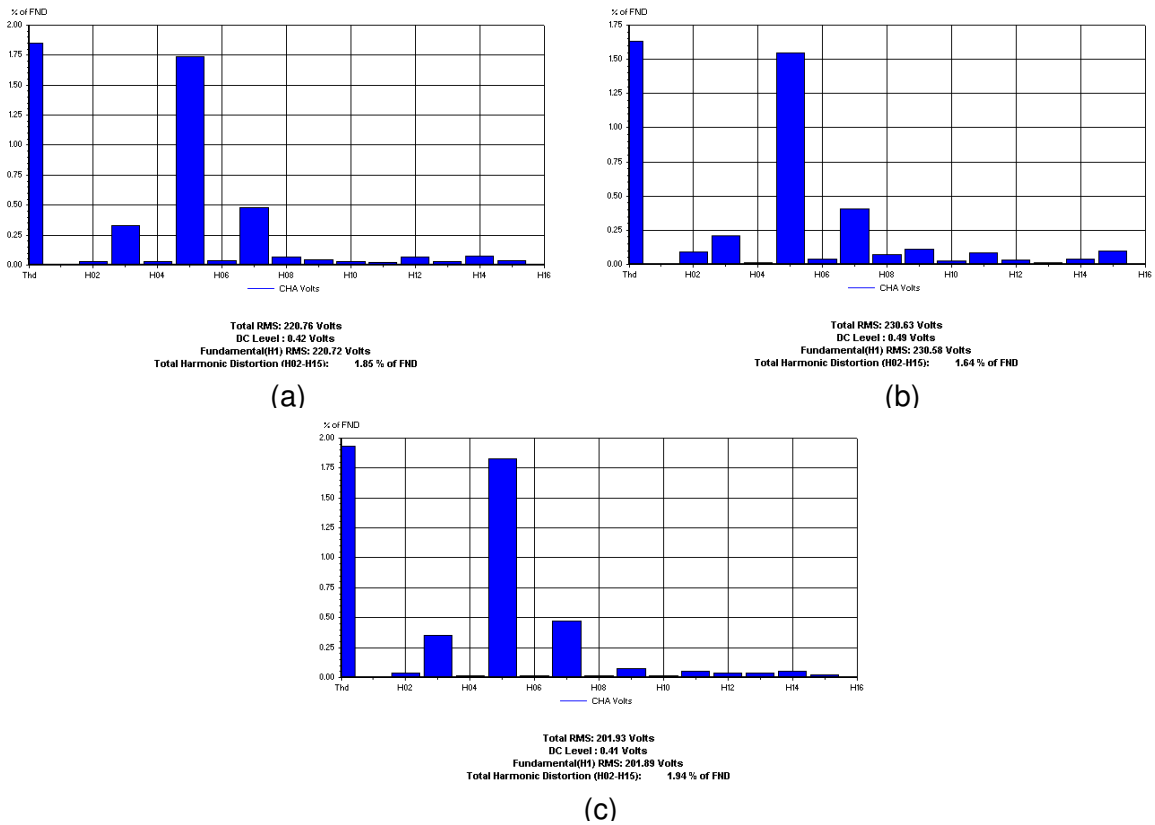 % of FND
2.00
1.75
1.50
1.25
1.00
0.75
0.50
0.25
0.00
Thd H02 H04 H06 H08 H10 H12 H14 H16
CHA Volts
Total RMS: 220.76 Volts
DC Level : 0.42 Volts
Fundamental(H1) RMS: 220.72 Volts
Total Harmonic Distortion (H02-H15): 1.85 % of FND
(a)
% of FND
1.75
1.50
1.25
1.00
0.75
0.50
0.25
0.00
Thd H02 H04 H06 H08 H10 H12 H14 H16
CHA Volts
Total RMS: 230.63 Volts
DC Level : 0.49 Volts
Fundamental(H1) RMS: 230.58 Volts
Total Harmonic Distortion (H02-H15): 1.64 % of FND
(b)
% of FND
2.00
1.75
1.50
1.25
1.00
0.75
0.50
0.25
0.00
Thd H02 H04 H06 H08 H10 H12 H14 H16
CHA Volts
Total RMS: 201.93 Volts
DC Level : 0.41 Volts
Fundamental(H1) RMS: 201.89 Volts
Total Harmonic Distortion (H02-H15): 1.94 % of FND
(c)